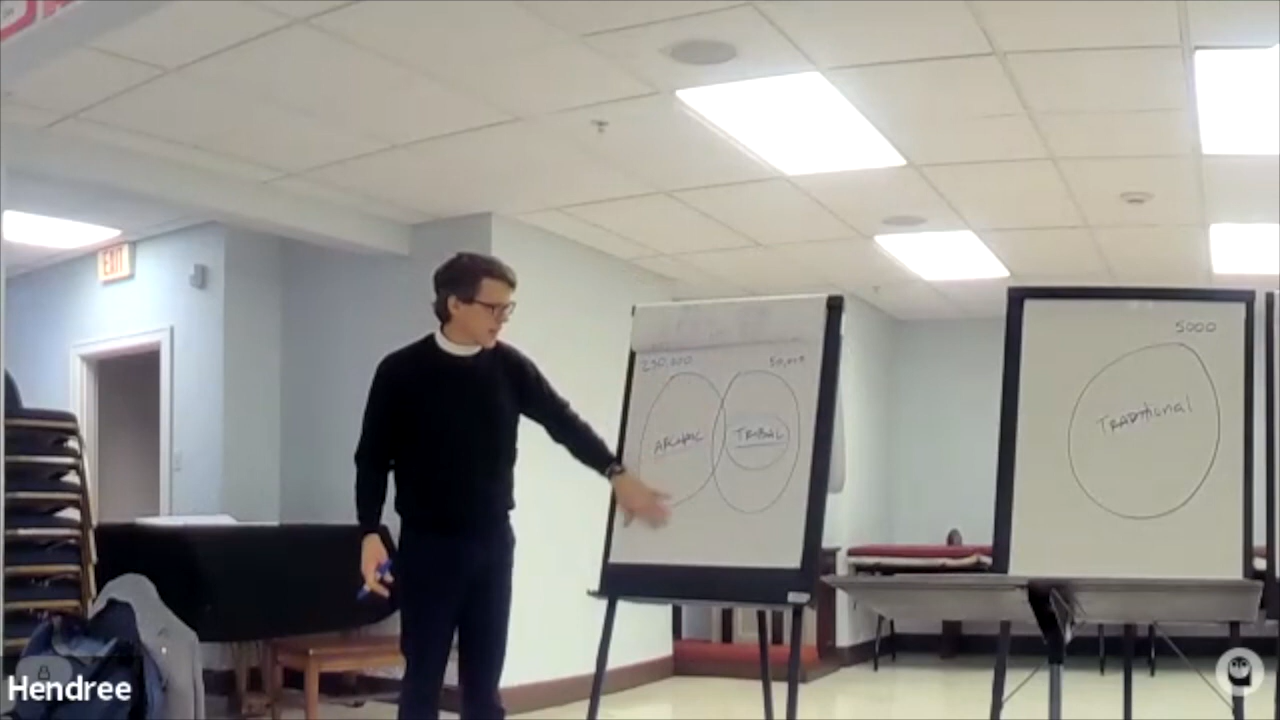 EXIT
250,000
50,000
ARCHAIC
TRIBAL
5000
TRADITIONAL
Hendree